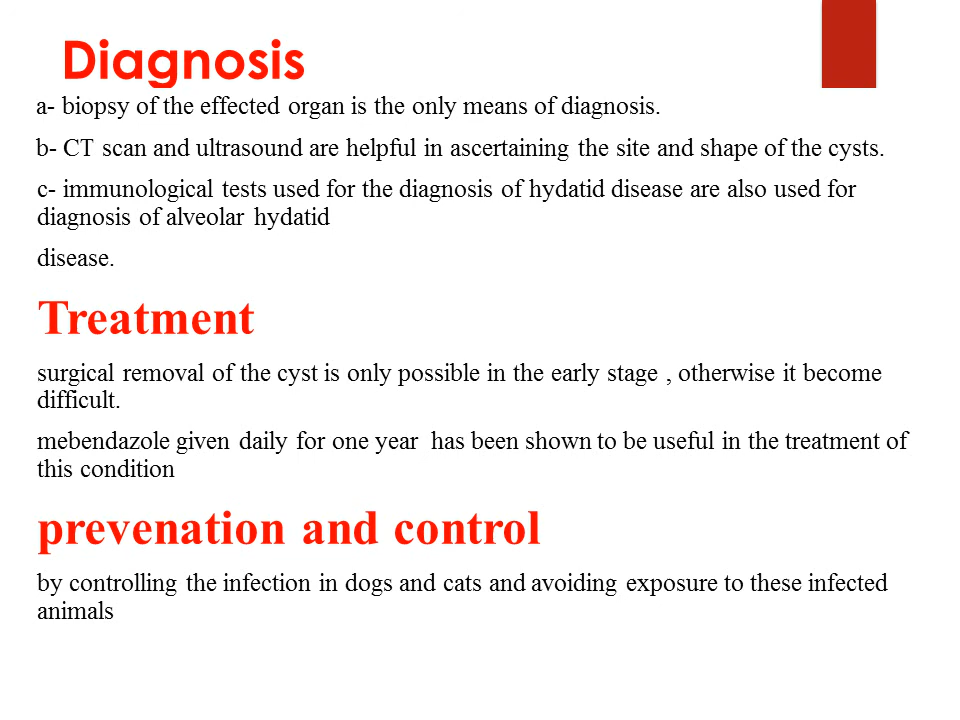 Diagnosis
a- biopsy of the effected organ is the only means of diagnosis.
b- CT scan and ultrasound are helpful in ascertaining the site and shape of the cysts.
c- immunological tests used for the diagnosis of hydatid disease are also used for
diagnosis of alveolar hydatid
disease.
Treatment
surgical removal of the cyst is only possible in the early stage , otherwise it become
difficult.
mebendazole given daily for one year has been shown to be useful in the treatment of
this condition
prevenation and control
by controlling the infection in dogs and cats and avoiding exposure to these infected
animals